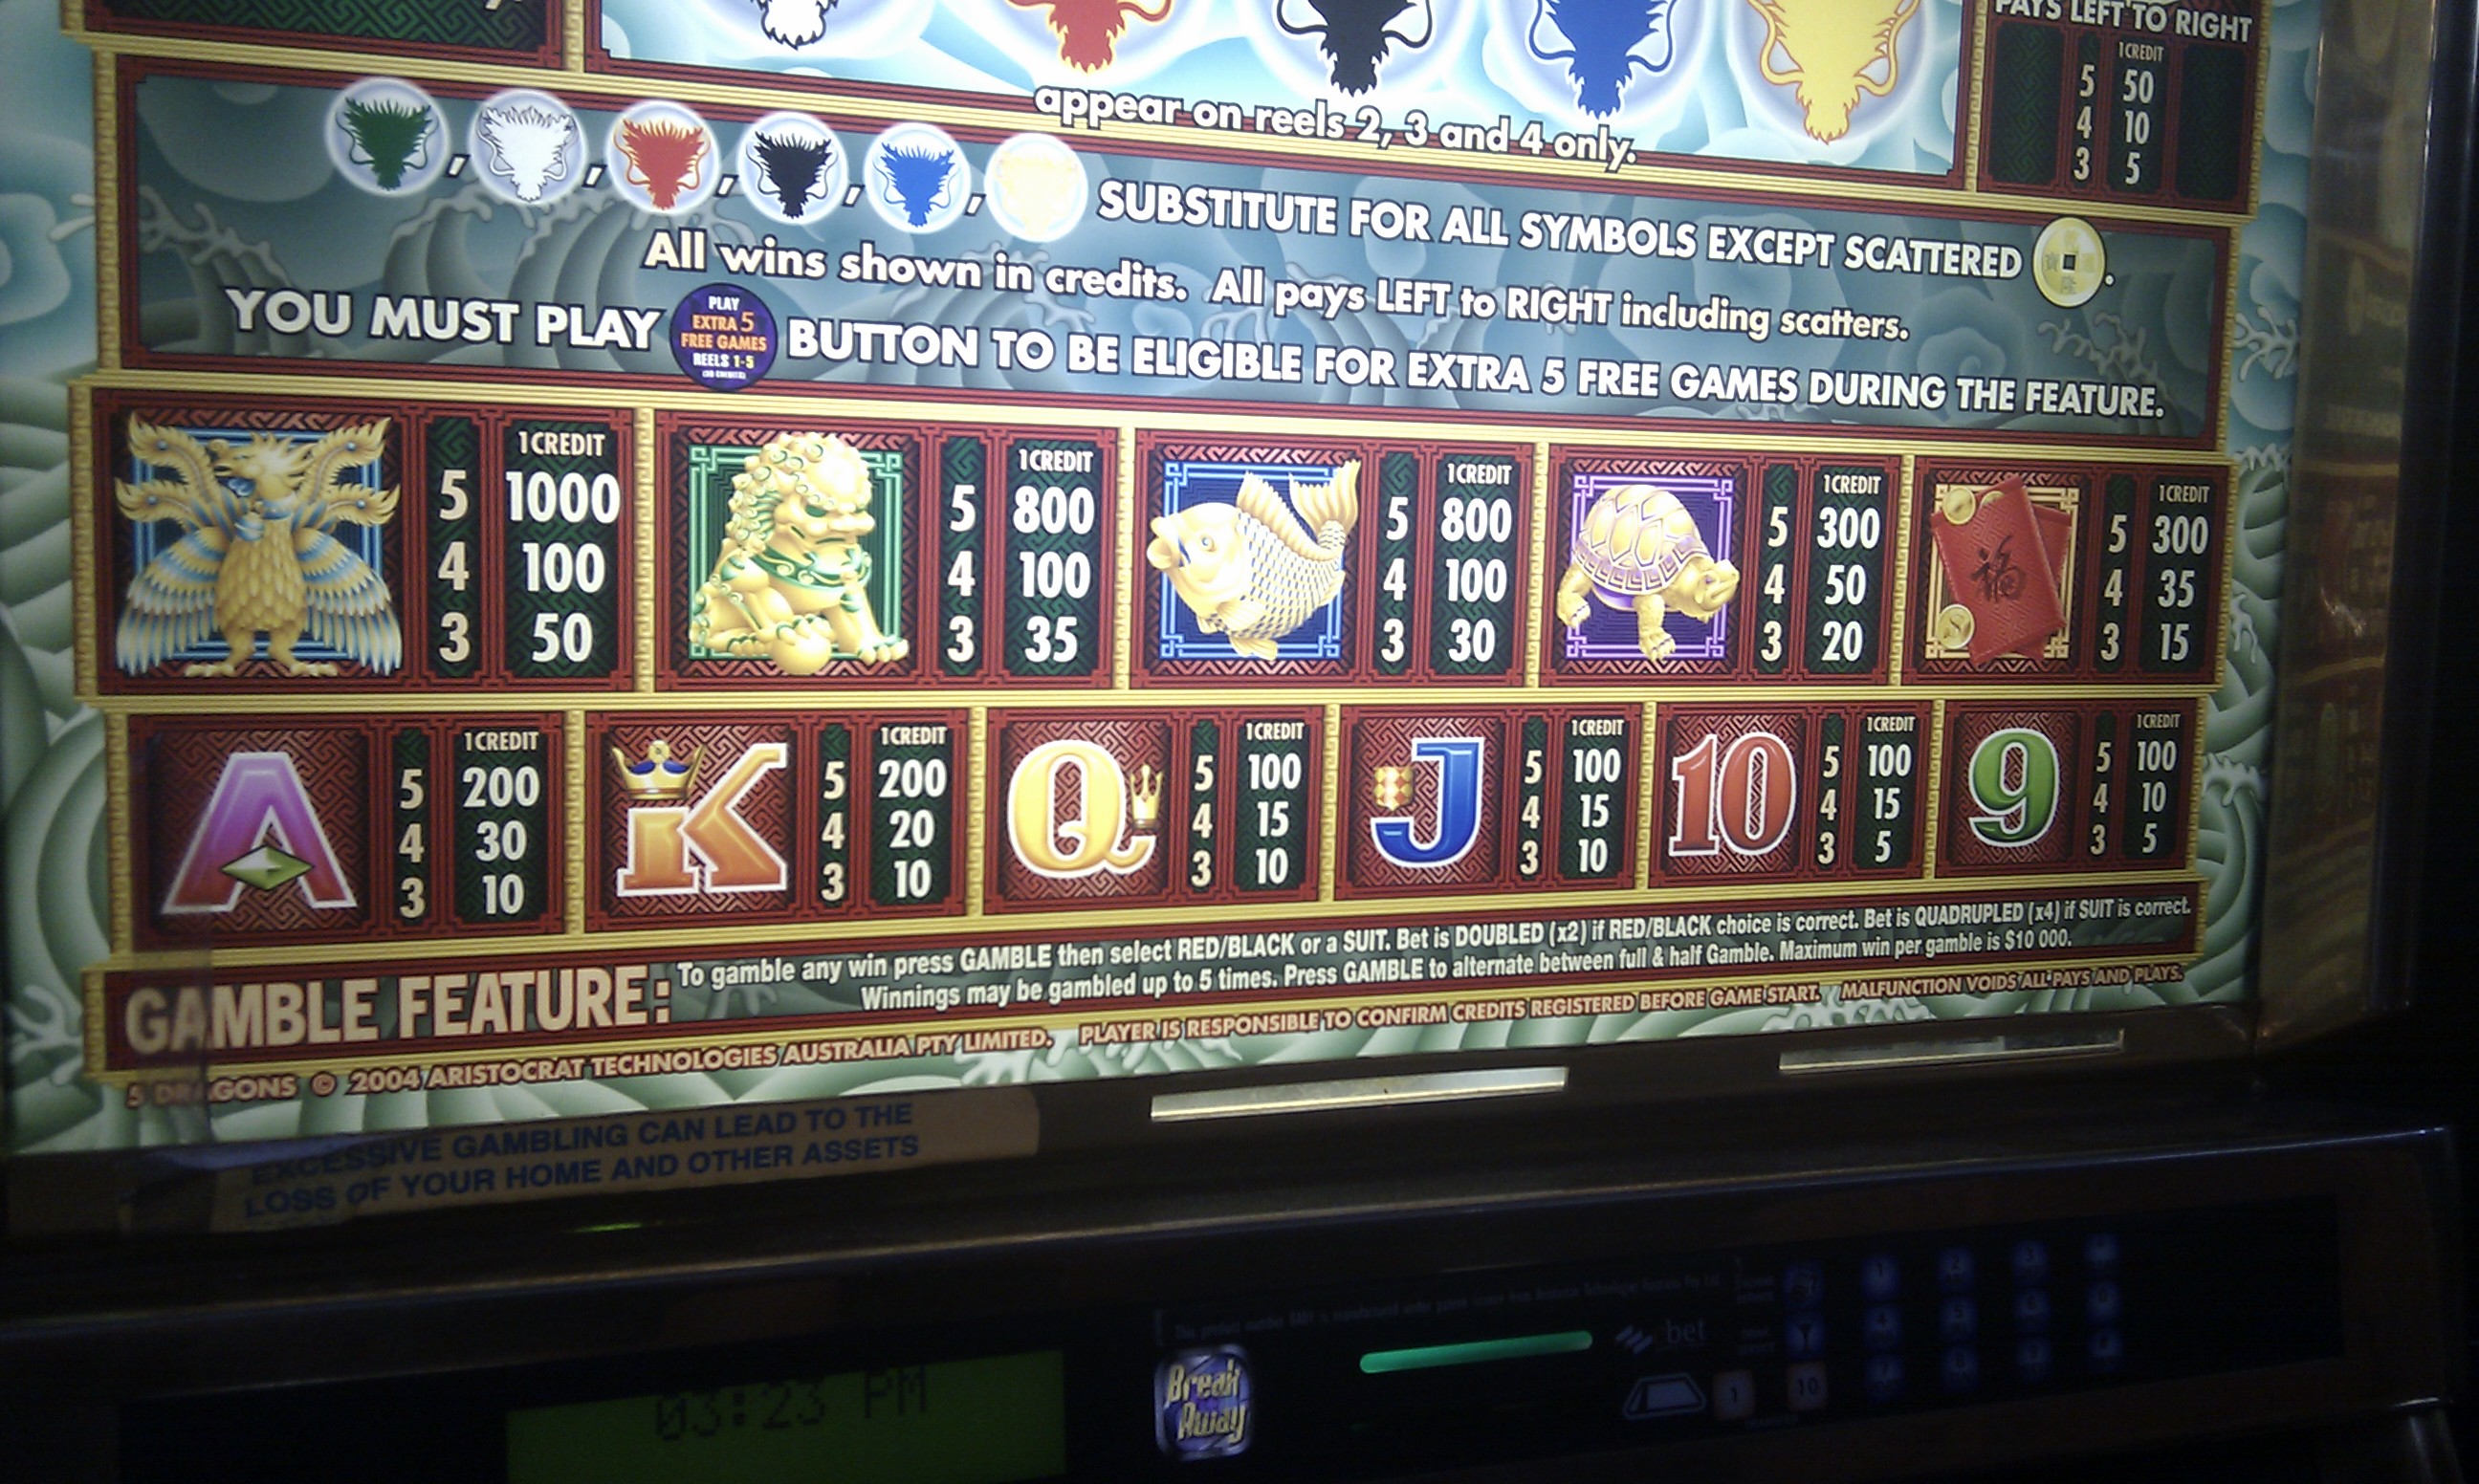 PAYS LEFT TO RIGHT
1 CREDIT
5 50
4 10
3 5
appear on reels 2, 3 and 4 only.
, , , , , SUBSTITUTE FOR ALL SYMBOLS EXCEPT SCATTERED .
All wins shown in credits. All pays LEFT to RIGHT including scatters.
YOU MUST PLAY PLAY EXTRA 5 FREE GAMES REELS 1-5 BUTTON TO BE ELIGIBLE FOR EXTRA 5 FREE GAMES DURING THE FEATURE.
1 CREDIT
5 1000
4 100
3 50
1 CREDIT
5 800
4 100
3 35
1 CREDIT
5 800
4 100
3 30
1 CREDIT
5 300
4 50
3 20
福
1 CREDIT
5 300
4 35
3 15
A
1 CREDIT
5 200
4 30
3 10
K
1 CREDIT
5 200
4 20
3 10
Q
1 CREDIT
5 100
4 15
3 10
J
1 CREDIT
5 100
4 15
3 10
10
1 CREDIT
5 100
4 15
3 5
9
1 CREDIT
5 100
4 10
3 5
GAMBLE FEATURE:
To gamble any win press GAMBLE then select RED/BLACK or a SUIT. Bet is DOUBLED (x2) if RED/BLACK choice is correct. Bet is QUADRUPLED (x4) if SUIT is correct.
Winnings may be gambled up to 5 times. Press GAMBLE to alternate between full & half Gamble. Maximum win per gamble is $10 000.
5 DRAGONS © 2004 ARISTOCRAT TECHNOLOGIES AUSTRALIA PTY LIMITED. PLAYER IS RESPONSIBLE TO CONFIRM CREDITS REGISTERED BEFORE GAME START. MALFUNCTION VOIDS ALL PAYS AND PLAYS.
EXCESSIVE GAMBLING CAN LEAD TO THE
LOSS OF YOUR HOME AND OTHER ASSETS
03:23 PM
Break
Away
bet
1
10